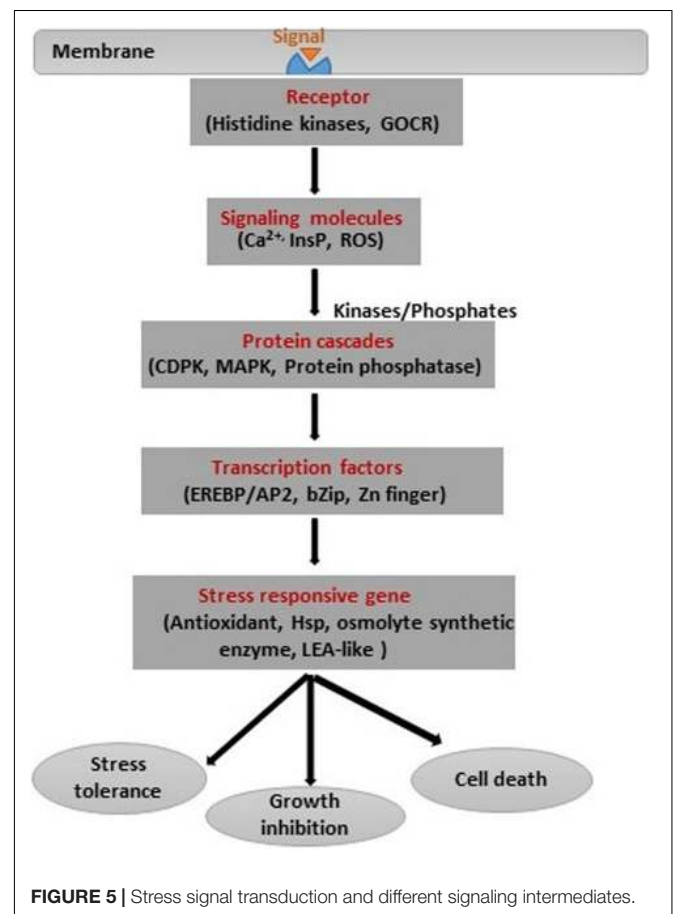 Signal
Membrane
Receptor
(Histidine kinases, GOCR)
Signaling molecules
(Ca²⁺, InsP, ROS)
Kinases/Phosphates
Protein cascades
(CDPK, MAPK, Protein phosphatase)
Transcription factors
(EREBP/AP2, bZip, Zn finger)
Stress responsive gene
(Antioxidant, Hsp, osmolyte synthetic
enzyme, LEA-like )
Stress
tolerance
Growth
inhibition
Cell death
FIGURE 5 | Stress signal transduction and different signaling intermediates.